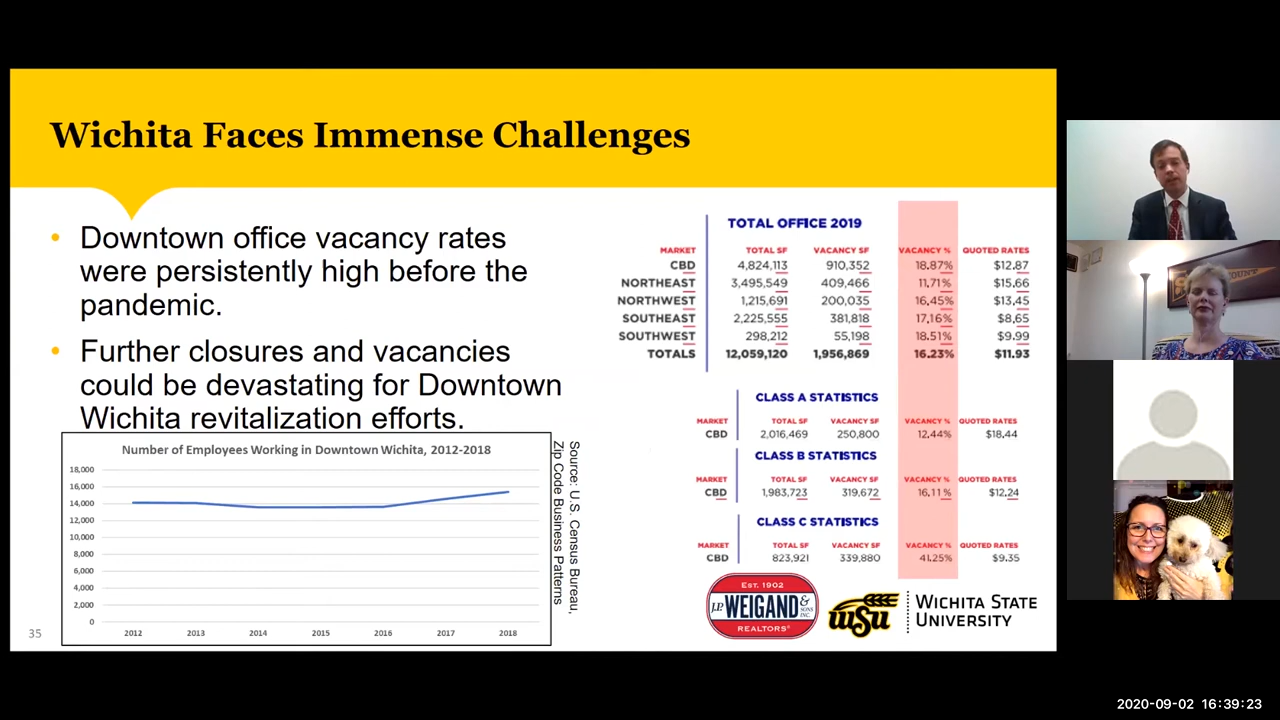 Wichita Faces Immense Challenges
• Downtown office vacancy rates
were persistently high before the
pandemic.
• Further closures and vacancies
could be devastating for Downtown
Wichita revitalization efforts.
Number of Employees Working in Downtown Wichita, 2012-2018
18,000
16,000
14,000
12,000
10,000
8,000
6,000
4,000
2,000
0
2012 2013 2014 2015 2016 2017 2018
Source: U.S. Census Bureau,
Zip Code Business Patterns
35
TOTAL OFFICE 2019
MARKET TOTAL SF VACANCY SF VACANCY % QUOTED RATES
CBD 4,824,113 910,352 18.87% $12.87
NORTHEAST 3,495,549 409,466 11.71% $15.66
NORTHWEST 1,215,691 200,035 16.45% $13.45
SOUTHEAST 2,225,555 381,818 17.16% $8.65
SOUTHWEST 298,212 55,198 18.51% $9.99
TOTALS 12,059,120 1,956,869 16.23% $11.93
CLASS A STATISTICS
MARKET TOTAL SF VACANCY SF VACANCY % QUOTED RATES
CBD 2,016,469 250,800 12.44% $18.44
CLASS B STATISTICS
MARKET TOTAL SF VACANCY SF VACANCY % QUOTED RATES
CBD 1,983,723 319,672 16.11% $12.24
CLASS C STATISTICS
MARKET TOTAL SF VACANCY SF VACANCY % QUOTED RATES
CBD 823,921 339,880 41.25% $9.35
EST. 1902
J.P. WEIGAND & SONS INC.
REALTORS®
WSU
WICHITA STATE
UNIVERSITY
2020-09-02 16:39:23